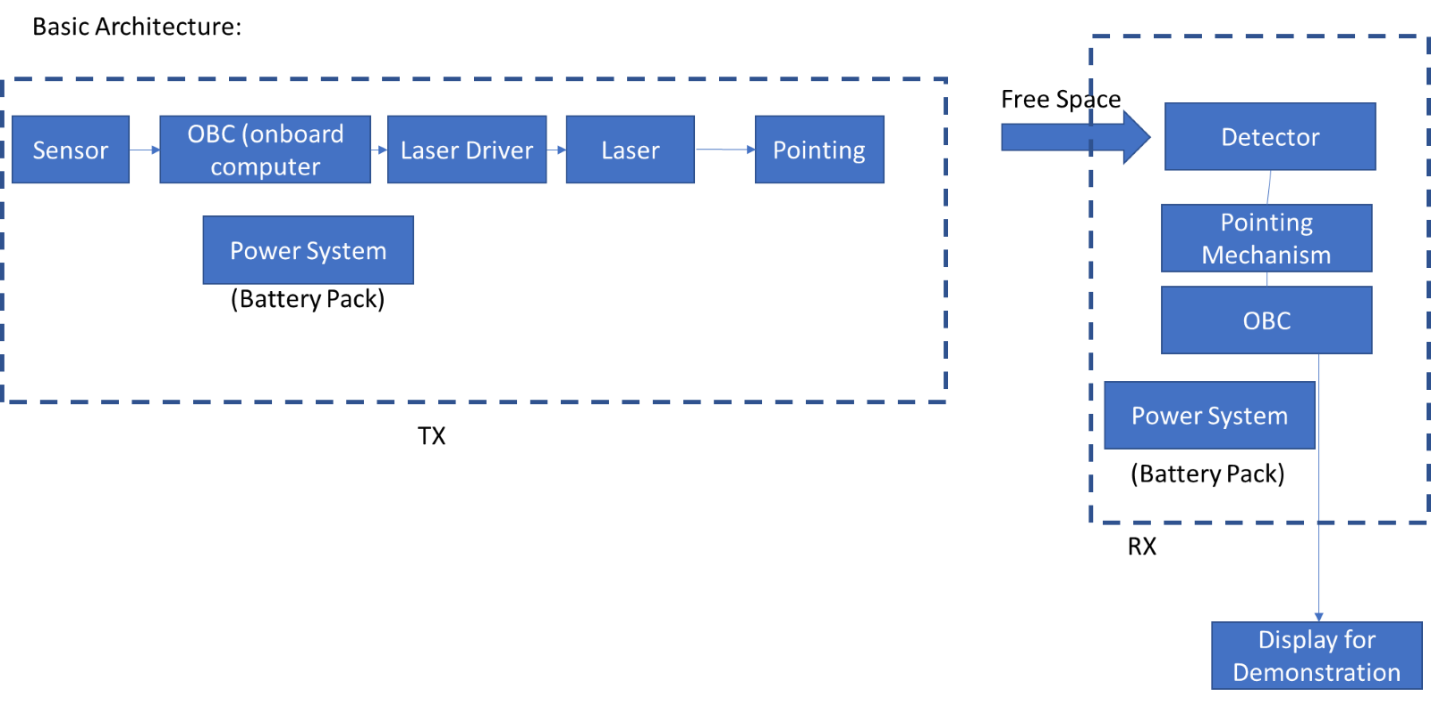 Basic Architecture:
Sensor
OBC (onboard
computer
Laser Driver
Laser
Pointing
Power System
(Battery Pack)
TX
Free Space
Detector
Pointing
Mechanism
OBC
Power System
(Battery Pack)
RX
Display for
Demonstration